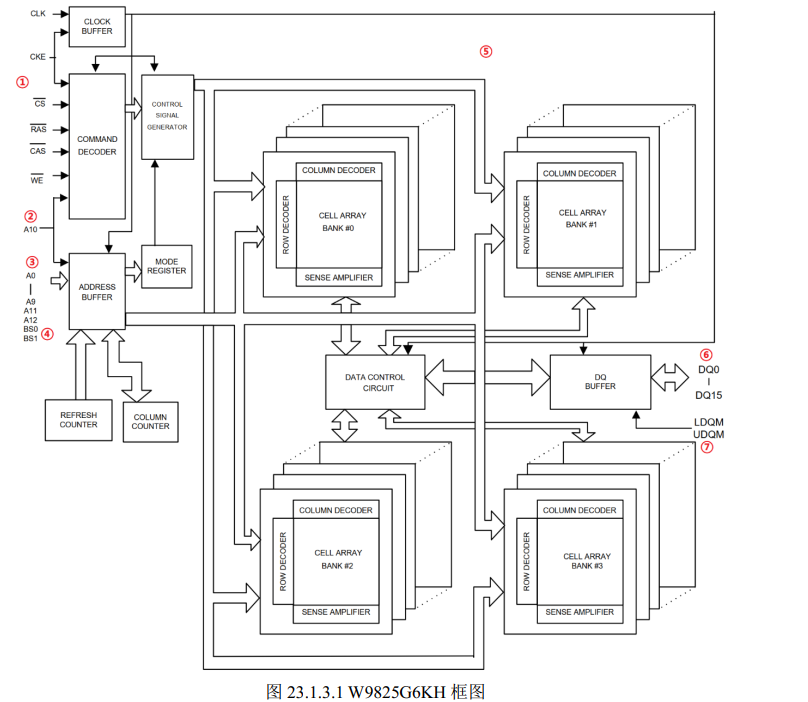 CLK
CLOCK
BUFFER
CKE
①
CS
RAS
CAS
WE
COMMAND
DECODER
CONTROL
SIGNAL
GENERATOR
②
A10
③
A0
A9
A11
A12
BS0
BS1
④
ADDRESS
BUFFER
MODE
REGISTER
REFRESH
COUNTER
COLUMN
COUNTER
⑤
COLUMN DECODER
ROW DECODER
CELL ARRAY
BANK #0
SENSE AMPLIFIER
COLUMN DECODER
ROW DECODER
CELL ARRAY
BANK #1
SENSE AMPLIFIER
DATA CONTROL
CIRCUIT
DQ
BUFFER
⑥
DQ0
DQ15
LDQM
UDQM
⑦
COLUMN DECODER
ROW DECODER
CELL ARRAY
BANK #2
SENSE AMPLIFIER
COLUMN DECODER
ROW DECODER
CELL ARRAY
BANK #3
SENSE AMPLIFIER
图 23.1.3.1 W9825G6KH 框图